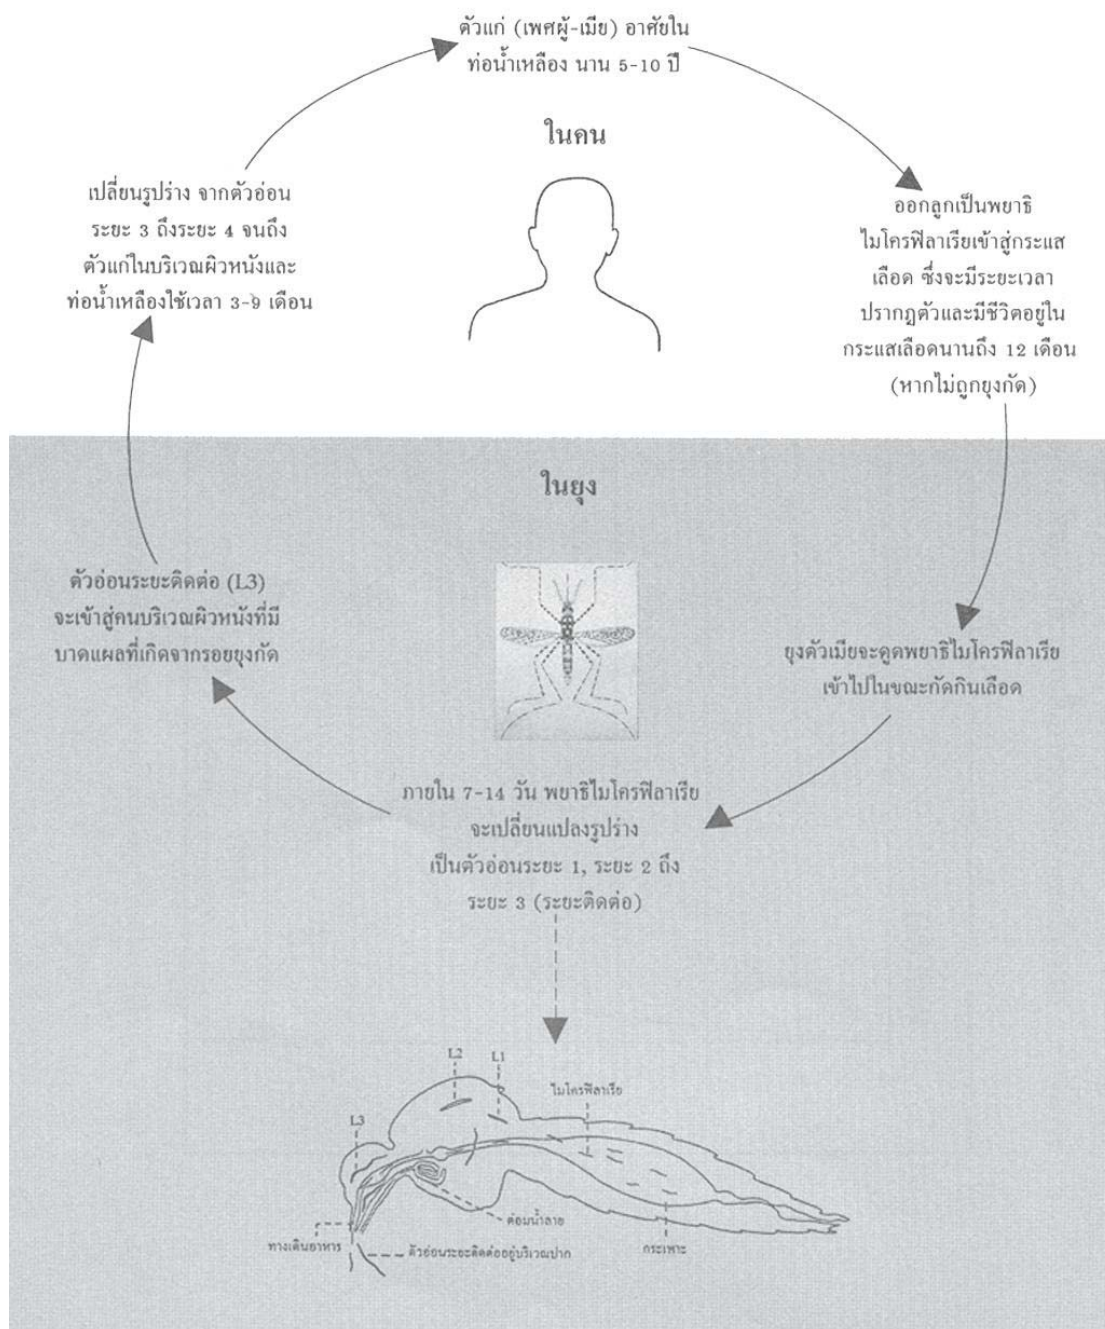 ตัวแก่ (เพศผู้-เมีย) อาศัยใน
ท่อน้ำเหลือง นาน 5-10 ปี
ในคน
เปลี่ยนรูปร่าง จากตัวอ่อน
ระยะ 3 ถึงระยะ 4 จนถึง
ตัวแก่ในบริเวณผิวหนังและ
ท่อน้ำเหลืองใช้เวลา 3-9 เดือน
ออกลูกเป็นพยาธิ
ไมโครฟิลาเรียเข้าสู่กระแส
เลือด ซึ่งจะมีระยะเวลา
ปรากฏตัวและมีชีวิตอยู่ใน
กระแสเลือดนานถึง 12 เดือน
(หากไม่ถูกยุงกัด)
ในยุง
ตัวอ่อนระยะติดต่อ (L3)
จะเข้าสู่คนบริเวณผิวหนังที่มี
บาดแผลที่เกิดจากรอยยุงกัด
ยุงตัวเมียจะดูดพยาธิไมโครฟิลาเรีย
เข้าไปในขณะกัดกินเลือด
ภายใน 7-14 วัน พยาธิไมโครฟิลาเรีย
จะเปลี่ยนแปลงรูปร่าง
เป็นตัวอ่อนระยะ 1, ระยะ 2 ถึง
ระยะ 3 (ระยะติดต่อ)
L2
L1
ไมโครฟิลาเรีย
L3
ต่อมน้ำลาย
ทางเดินอาหาร
ตัวอ่อนระยะติดต่ออยู่บริเวณปาก
กระเพาะ